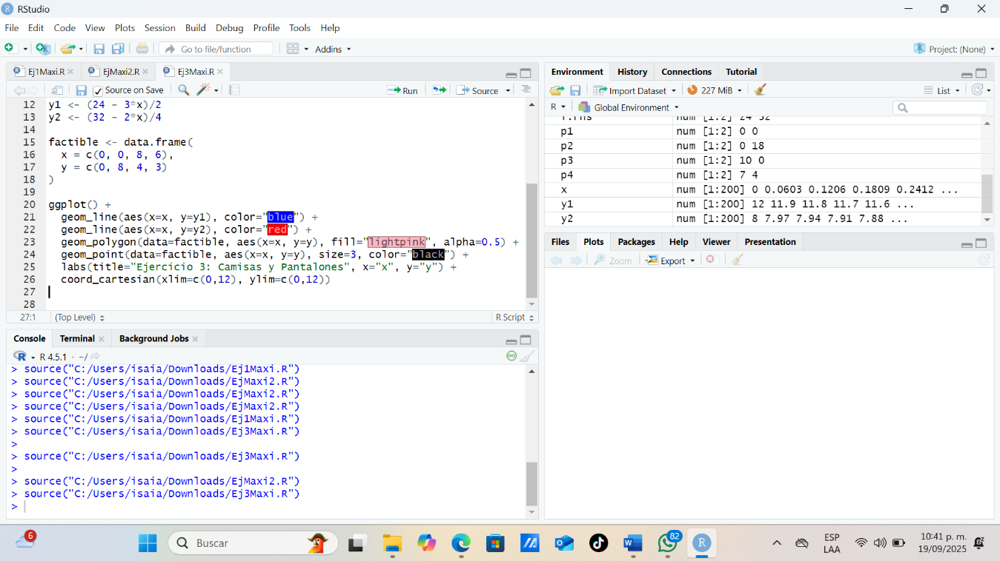 RStudio
File Edit Code View Plots Session Build Debug Profile Tools Help
Go to file/function Addins Project: (None)
Ej1Maxi.R EjMaxi2.R Ej3Maxi.R
Source on Save Run Source
12 y1 <- (24 - 3*x)/2
13 y2 <- (32 - 2*x)/4
14
15 factible <- data.frame(
16 x = c(0, 0, 8, 6),
17 y = c(0, 8, 4, 3)
18 )
19
20 ggplot() +
21 geom_line(aes(x=x, y=y1), color="blue") +
22 geom_line(aes(x=x, y=y2), color="red") +
23 geom_polygon(data=factible, aes(x=x, y=y), fill="lightpink", alpha=0.5) +
24 geom_point(data=factible, aes(x=x, y=y), size=3, color="black") +
25 labs(title="Ejercicio 3: Camisas y Pantalones", x="x", y="y") +
26 coord_cartesian(xlim=c(0,12), ylim=c(0,12))
27
28
27:1 (Top Level) R Script
Console Terminal Background Jobs
R 4.5.1 · ~/
> source("C:/Users/isaia/Downloads/Ej1Maxi.R")
> source("C:/Users/isaia/Downloads/EjMaxi2.R")
> source("C:/Users/isaia/Downloads/EjMaxi2.R")
> source("C:/Users/isaia/Downloads/EjMaxi2.R")
> source("C:/Users/isaia/Downloads/Ej1Maxi.R")
> source("C:/Users/isaia/Downloads/Ej3Maxi.R")
>
> source("C:/Users/isaia/Downloads/Ej3Maxi.R")
>
> source("C:/Users/isaia/Downloads/EjMaxi2.R")
> source("C:/Users/isaia/Downloads/Ej3Maxi.R")
>
Environment History Connections Tutorial
Import Dataset 227 MiB List
R Global Environment
f.rhs num [1:2] 24 32
p1 num [1:2] 0 0
p2 num [1:2] 0 18
p3 num [1:2] 10 0
p4 num [1:2] 7 4
x num [1:200] 0 0.0603 0.1206 0.1809 0.2412 ...
y1 num [1:200] 12 11.9 11.8 11.7 11.6 ...
y2 num [1:200] 8 7.97 7.94 7.91 7.88 ...
Files Plots Packages Help Viewer Presentation
Zoom Export
6
Buscar
82
ESP
LAA
10:41 p. m.
19/09/2025